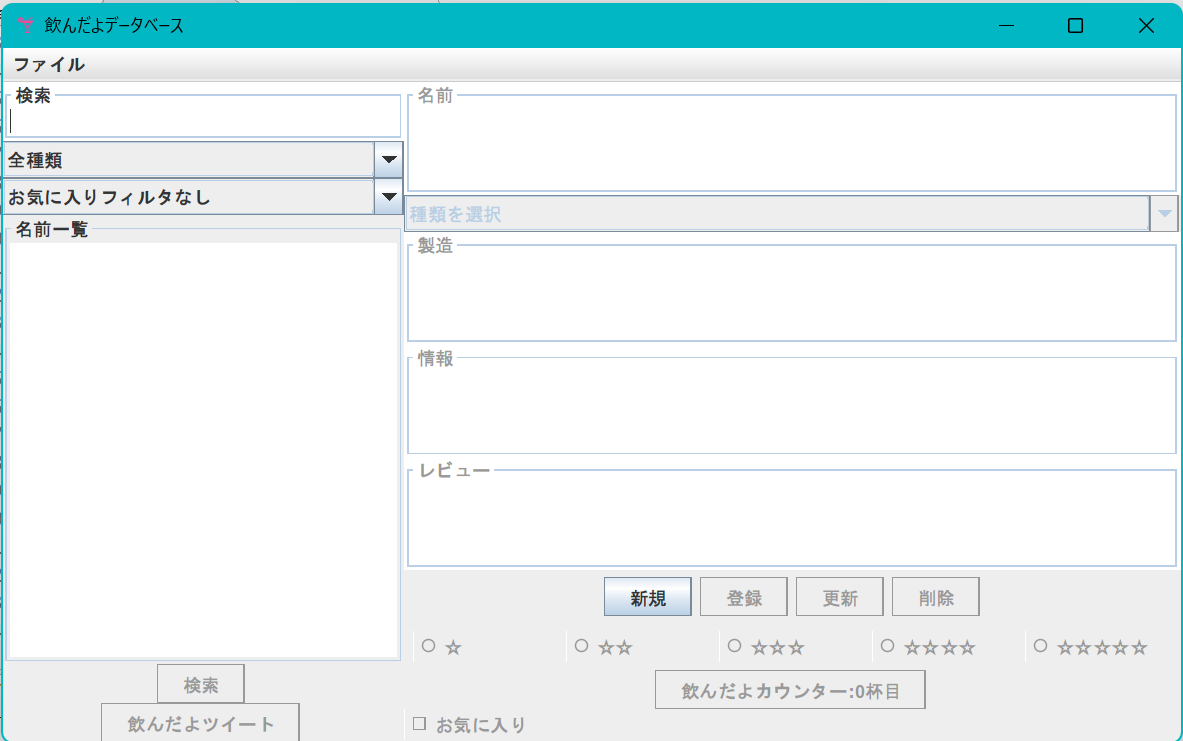 飲んだよデータベース
ファイル
検索
全種類
お気に入りフィルタなし
名前一覧
検索
飲んだよツイート
名前
種類を選択
製造
情報
レビュー
新規 登録 更新 削除
☆ ☆☆ ☆☆☆ ☆☆☆☆ ☆☆☆☆☆
飲んだよカウンター:0杯目
お気に入り